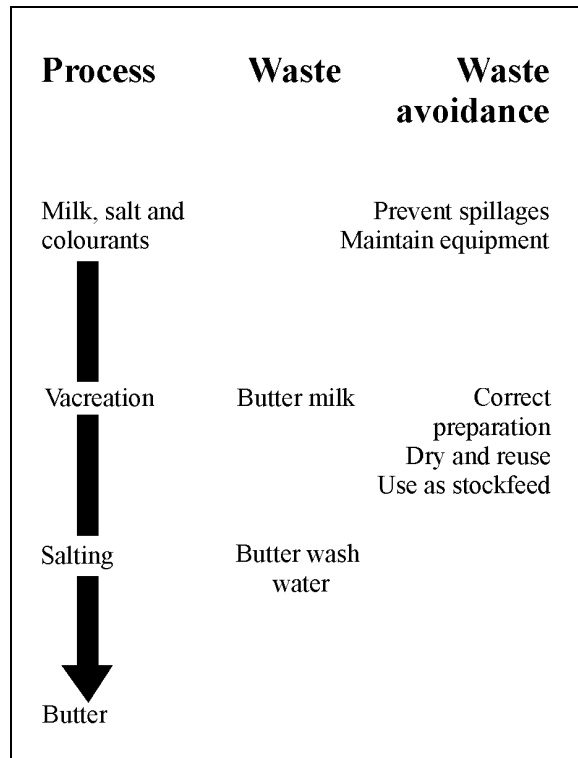 Process Waste Waste
avoidance
Milk, salt and Prevent spillages
colourants Maintain equipment
Vacreation Butter milk Correct
preparation
Dry and reuse
Use as stockfeed
Salting Butter wash
water
Butter